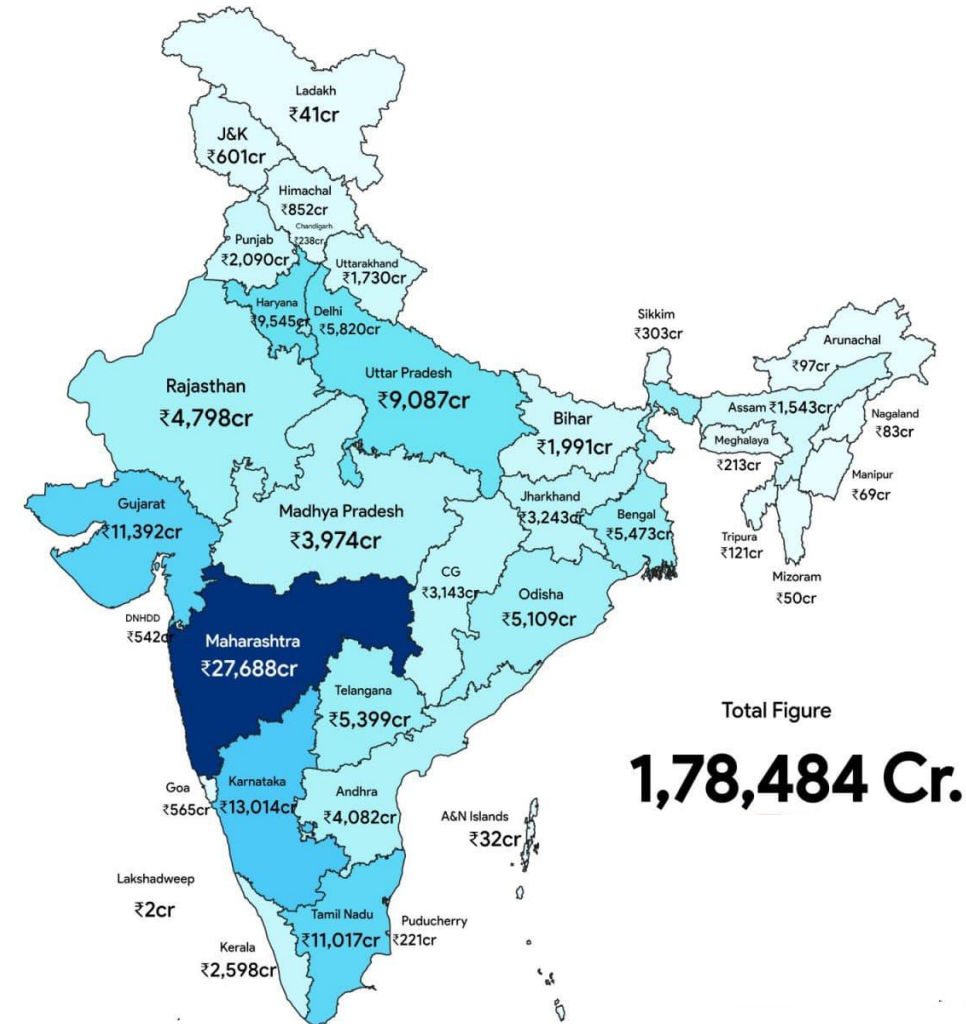 Ladakh
₹41cr
J&K
₹601cr
Himachal
₹852cr
Chandigarh
₹238cr
Punjab
₹2,090cr
Uttarakhand
₹1,730cr
Haryana
₹9,545cr
Delhi
₹5,820cr
Sikkim
₹303cr
Arunachal
₹97cr
Uttar Pradesh
₹9,087cr
Rajasthan
₹4,798cr
Bihar
₹1,991cr
Assam ₹1,543cr
Nagaland
₹83cr
Meghalaya
₹213cr
Manipur
₹69cr
Gujarat
₹11,392cr
Madhya Pradesh
₹3,974cr
Jharkhand
₹3,243cr
Bengal
₹5,473cr
Tripura
₹121cr
Mizoram
₹50cr
CG
₹3,143cr
Odisha
₹5,109cr
DNHDD
₹542cr
Maharashtra
₹27,688cr
Telangana
₹5,399cr
Total Figure
1,78,484 Cr.
Goa
₹565cr
Karnataka
₹13,014cr
Andhra
₹4,082cr
A&N Islands
₹32cr
Lakshadweep
₹2cr
Tamil Nadu
₹11,017cr
Puducherry
₹221cr
Kerala
₹2,598cr